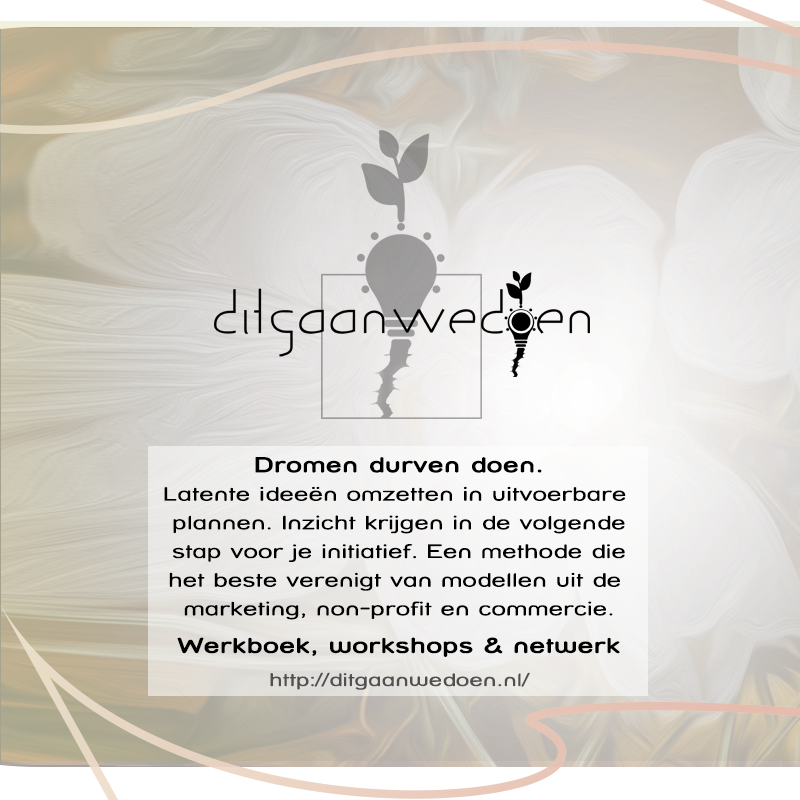 ditgaanwedoen
Dromen durven doen.
Latente ideeën omzetten in uitvoerbare
plannen. Inzicht krijgen in de volgende
stap voor je initiatief. Een methode die
het beste verenigt van modellen uit de
marketing, non-profit en commercie.
Werkboek, workshops & netwerk
http://ditgaanwedoen.nl/